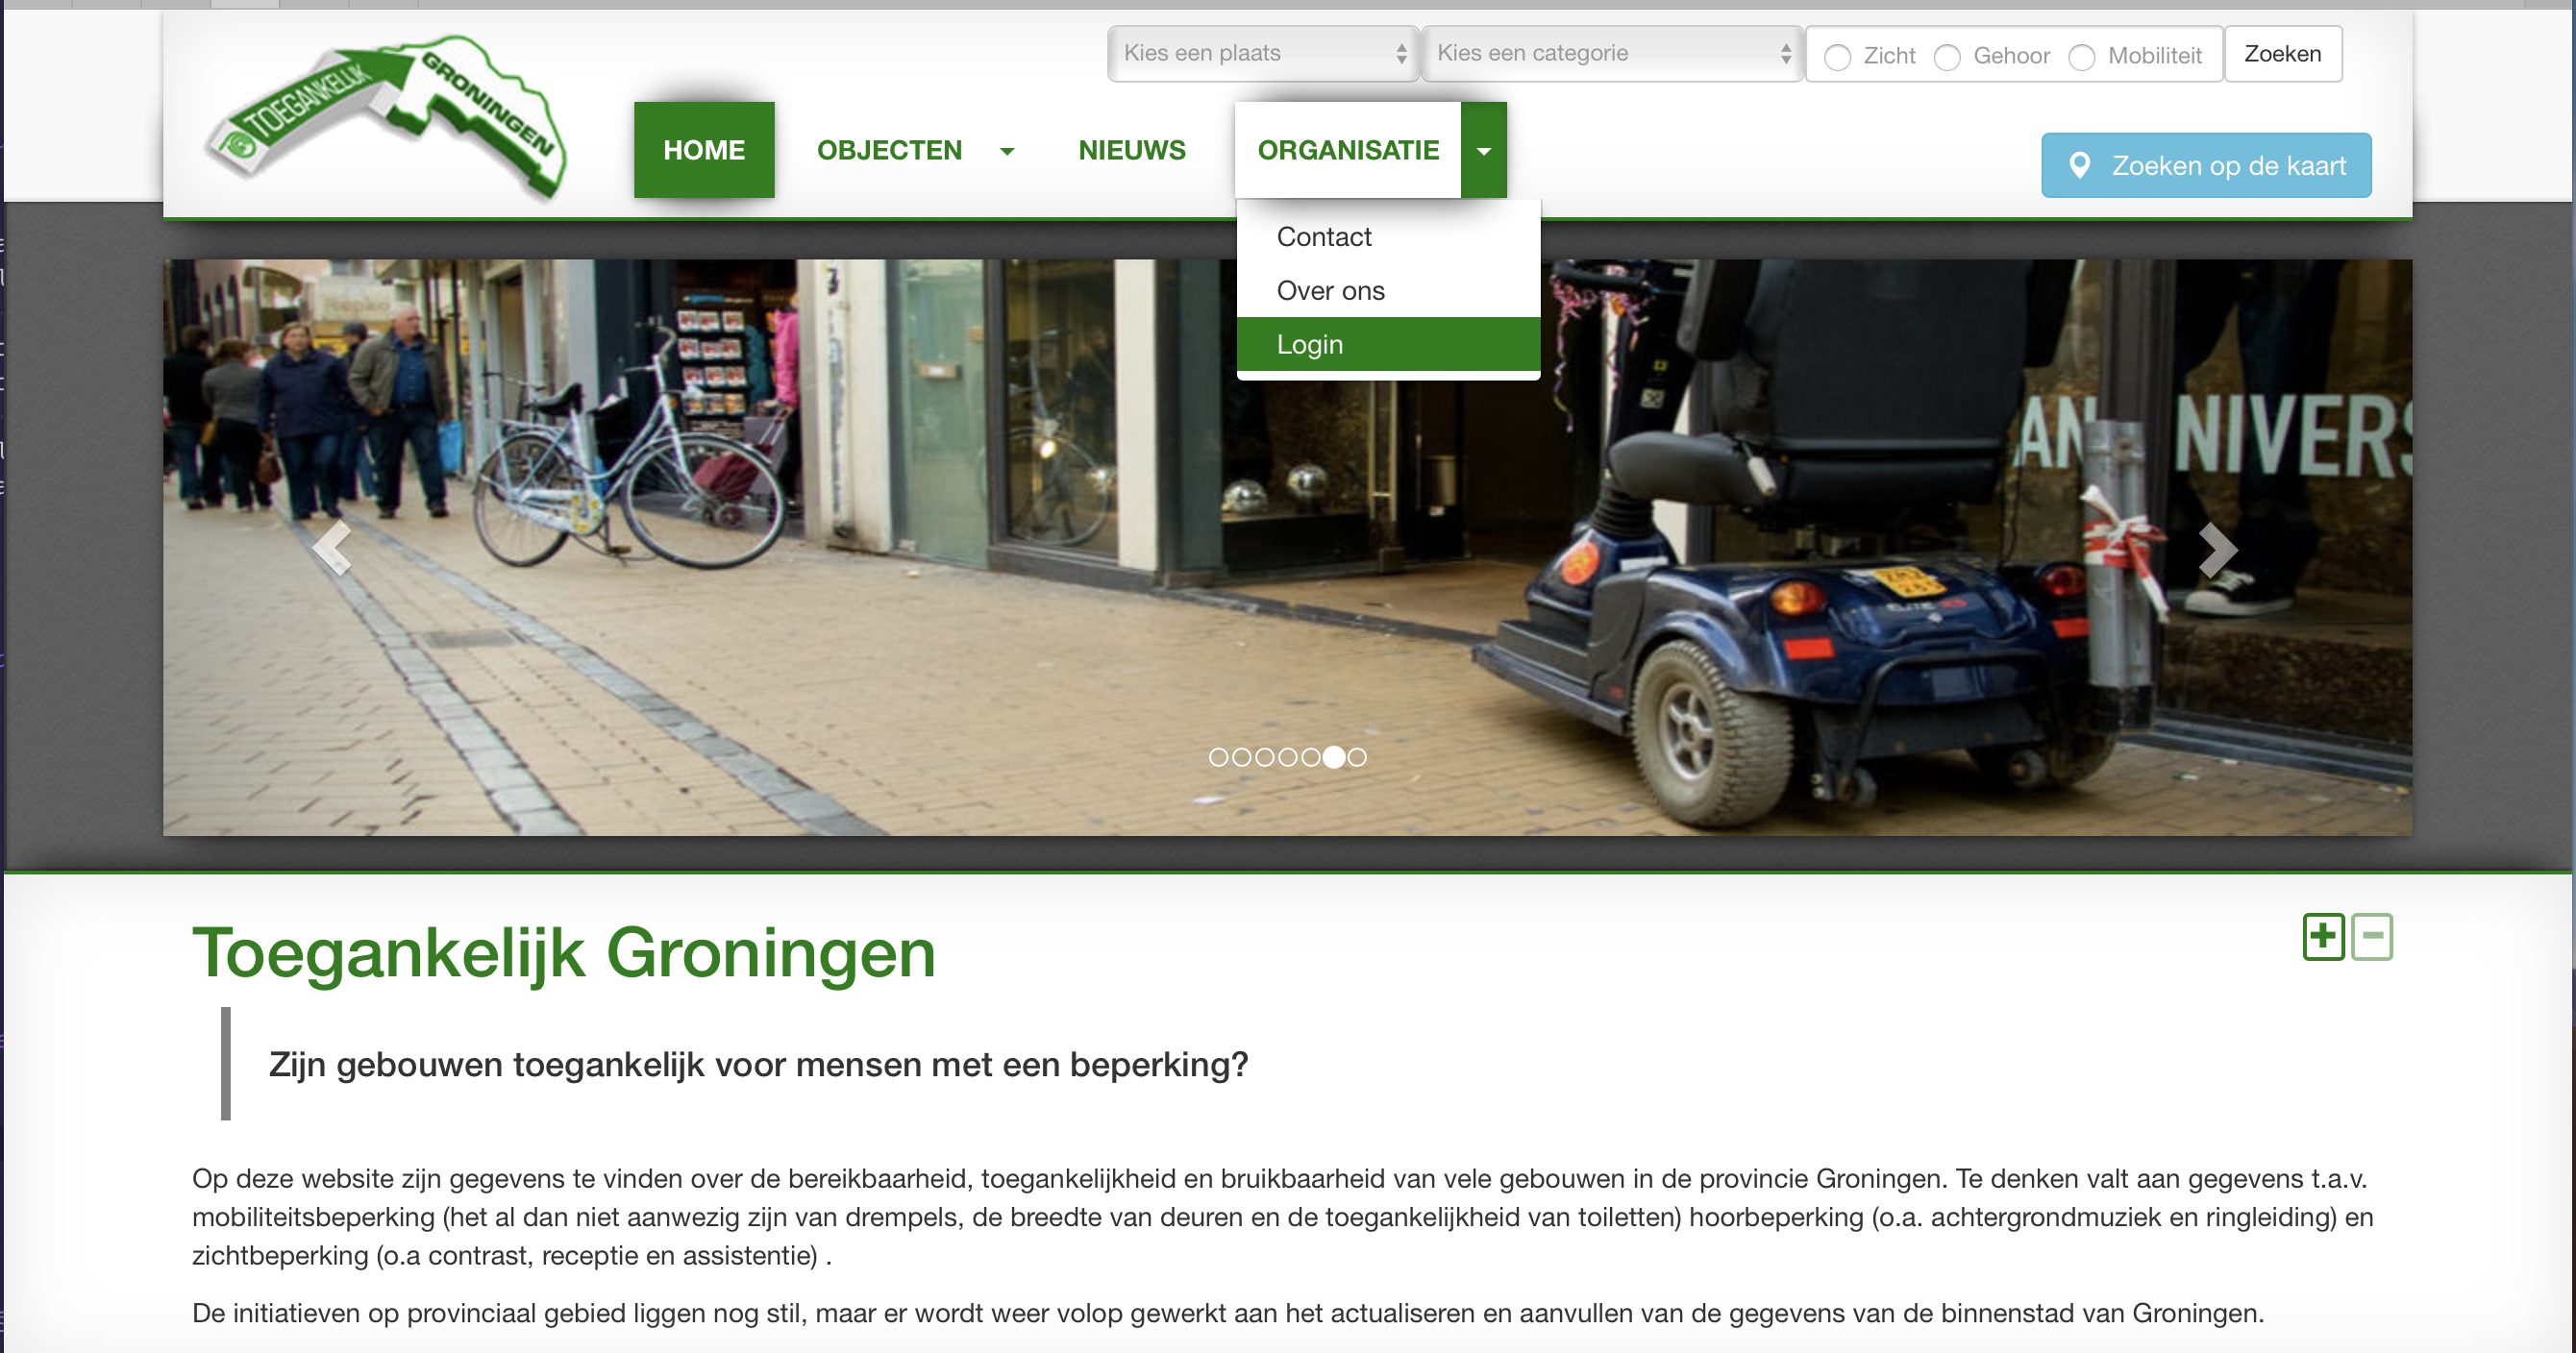 TOEGANKELIJK
GRONINGEN
Kies een plaats
Kies een categorie
Zicht
Gehoor
Mobiliteit
Zoeken
HOME
OBJECTEN
NIEUWS
ORGANISATIE
Zoeken op de kaart
Contact
Over ons
Login
NIVERS
Toegankelijk Groningen
Zijn gebouwen toegankelijk voor mensen met een beperking?
Op deze website zijn gegevens te vinden over de bereikbaarheid, toegankelijkheid en bruikbaarheid van vele gebouwen in de provincie Groningen. Te denken valt aan gegevens t.a.v.
mobiliteitsbeperking (het al dan niet aanwezig zijn van drempels, de breedte van deuren en de toegankelijkheid van toiletten) hoorbeperking (o.a. achtergrondmuziek en ringleiding) en
zichtbeperking (o.a contrast, receptie en assistentie) .
De initiatieven op provinciaal gebied liggen nog stil, maar er wordt weer volop gewerkt aan het actualiseren en aanvullen van de gegevens van de binnenstad van Groningen.